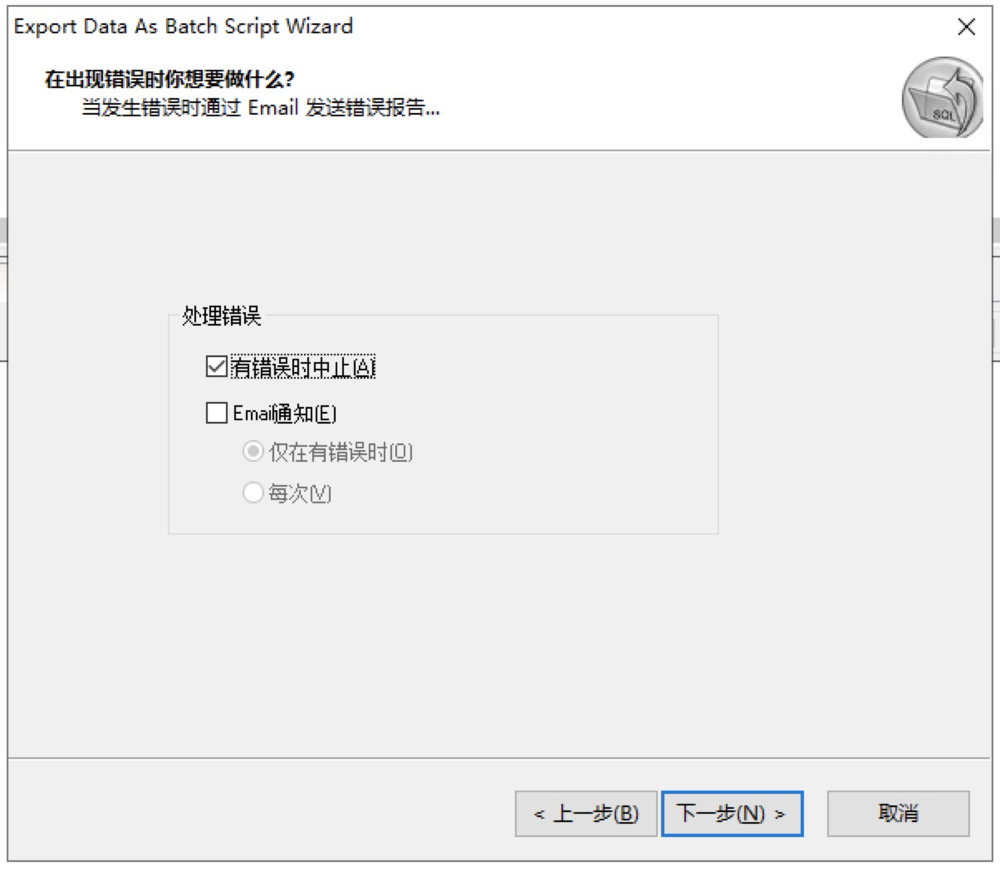 Export Data As Batch Script Wizard
在出现错误时你想要做什么?
当发生错误时通过 Email 发送错误报告...
SQL
处理错误
有错误时中止(A)
Email通知(E)
仅在有错误时(O)
每次(V)
< 上一步(B)
下一步(N) >
取消